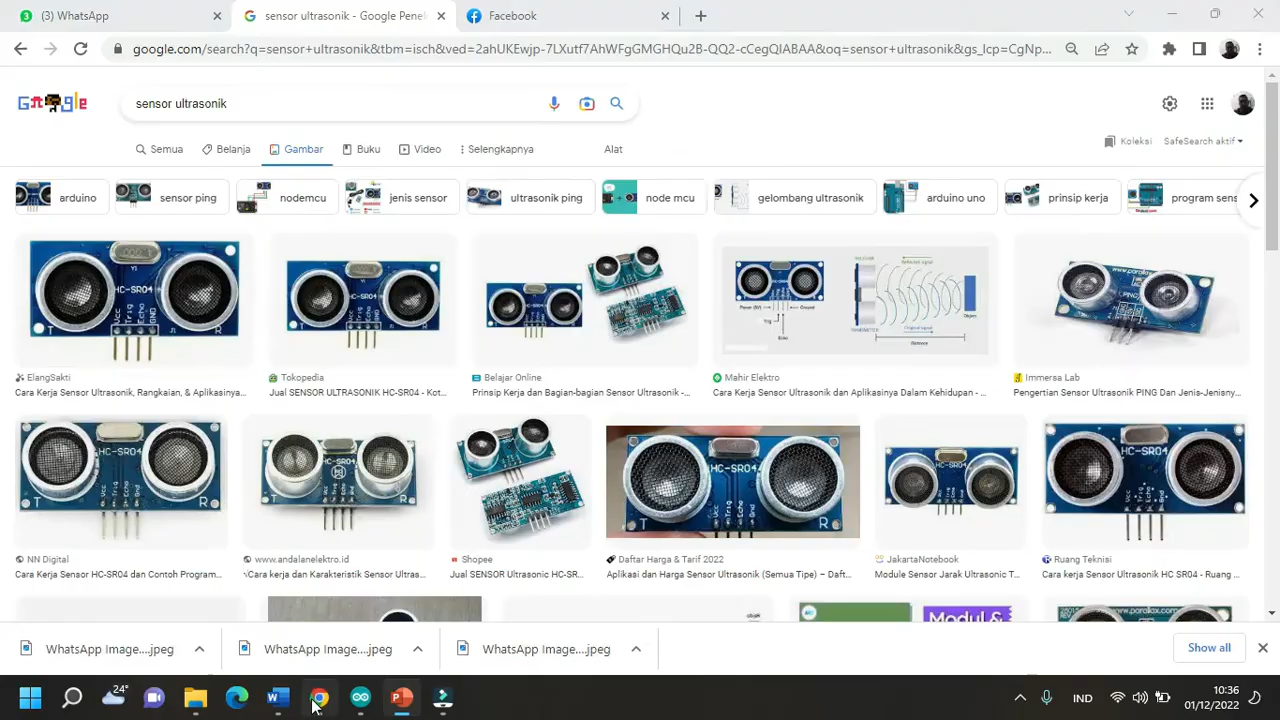 (3) WhatsApp
sensor ultrasonik - Google Penel
Facebook
google.com/search?q=sensor+ultrasonik&tbm=isch&ved=2ahUKEwjp-7LXutf7AhWFgGMGHQu2B-QQ2-cCegQIABAA&oq=sensor+ultrasonik&gs_lcp=CgNp...
sensor ultrasonik
Semua
Belanja
Gambar
Buku
Video
Selengkapnya
Alat
Koleksi
SafeSearch aktif
arduino
sensor ping
nodemcu
jenis sensor
ultrasonik ping
node mcu
gelombang ultrasonik
arduino uno
prinsip kerja
program sens
HC-SR04
Vcc
Trig
Echo
GND
ElangSakti
Cara Kerja Sensor Ultrasonik, Rangkaian, & Aplikasinya...
Tokopedia
Jual SENSOR ULTRASONIK HC-SR04 - Kot...
Belajar Online
Prinsip Kerja dan Bagian-bagian Sensor Ultrasonik -...
Mahir Elektro
Cara Kerja Sensor Ultrasonik dan Aplikasinya Dalam Kehidupan - ...
Immersa Lab
Pengertian Sensor Ultrasonik PING Dan Jenis-Jenisny...
NN Digital
Cara Kerja Sensor HC-SR04 dan Contoh Program...
www.andalanelektro.id
Cara kerja dan Karakteristik Sensor Ultras...
Shopee
Jual SENSOR Ultrasonic HC-SR...
Daftar Harga & Tarif 2022
Aplikasi dan Harga Sensor Ultrasonik (Semua Tipe) – Daft...
JakartaNotebook
Module Sensor Jarak Ultrasonic T...
Ruang Teknisi
Cara kerja Sensor Ultrasonik HC SR04 - Ruang ...
Modul &
WhatsApp Image....jpeg
WhatsApp Image....jpeg
WhatsApp Image....jpeg
Show all
24°
IND
10:36
01/12/2022